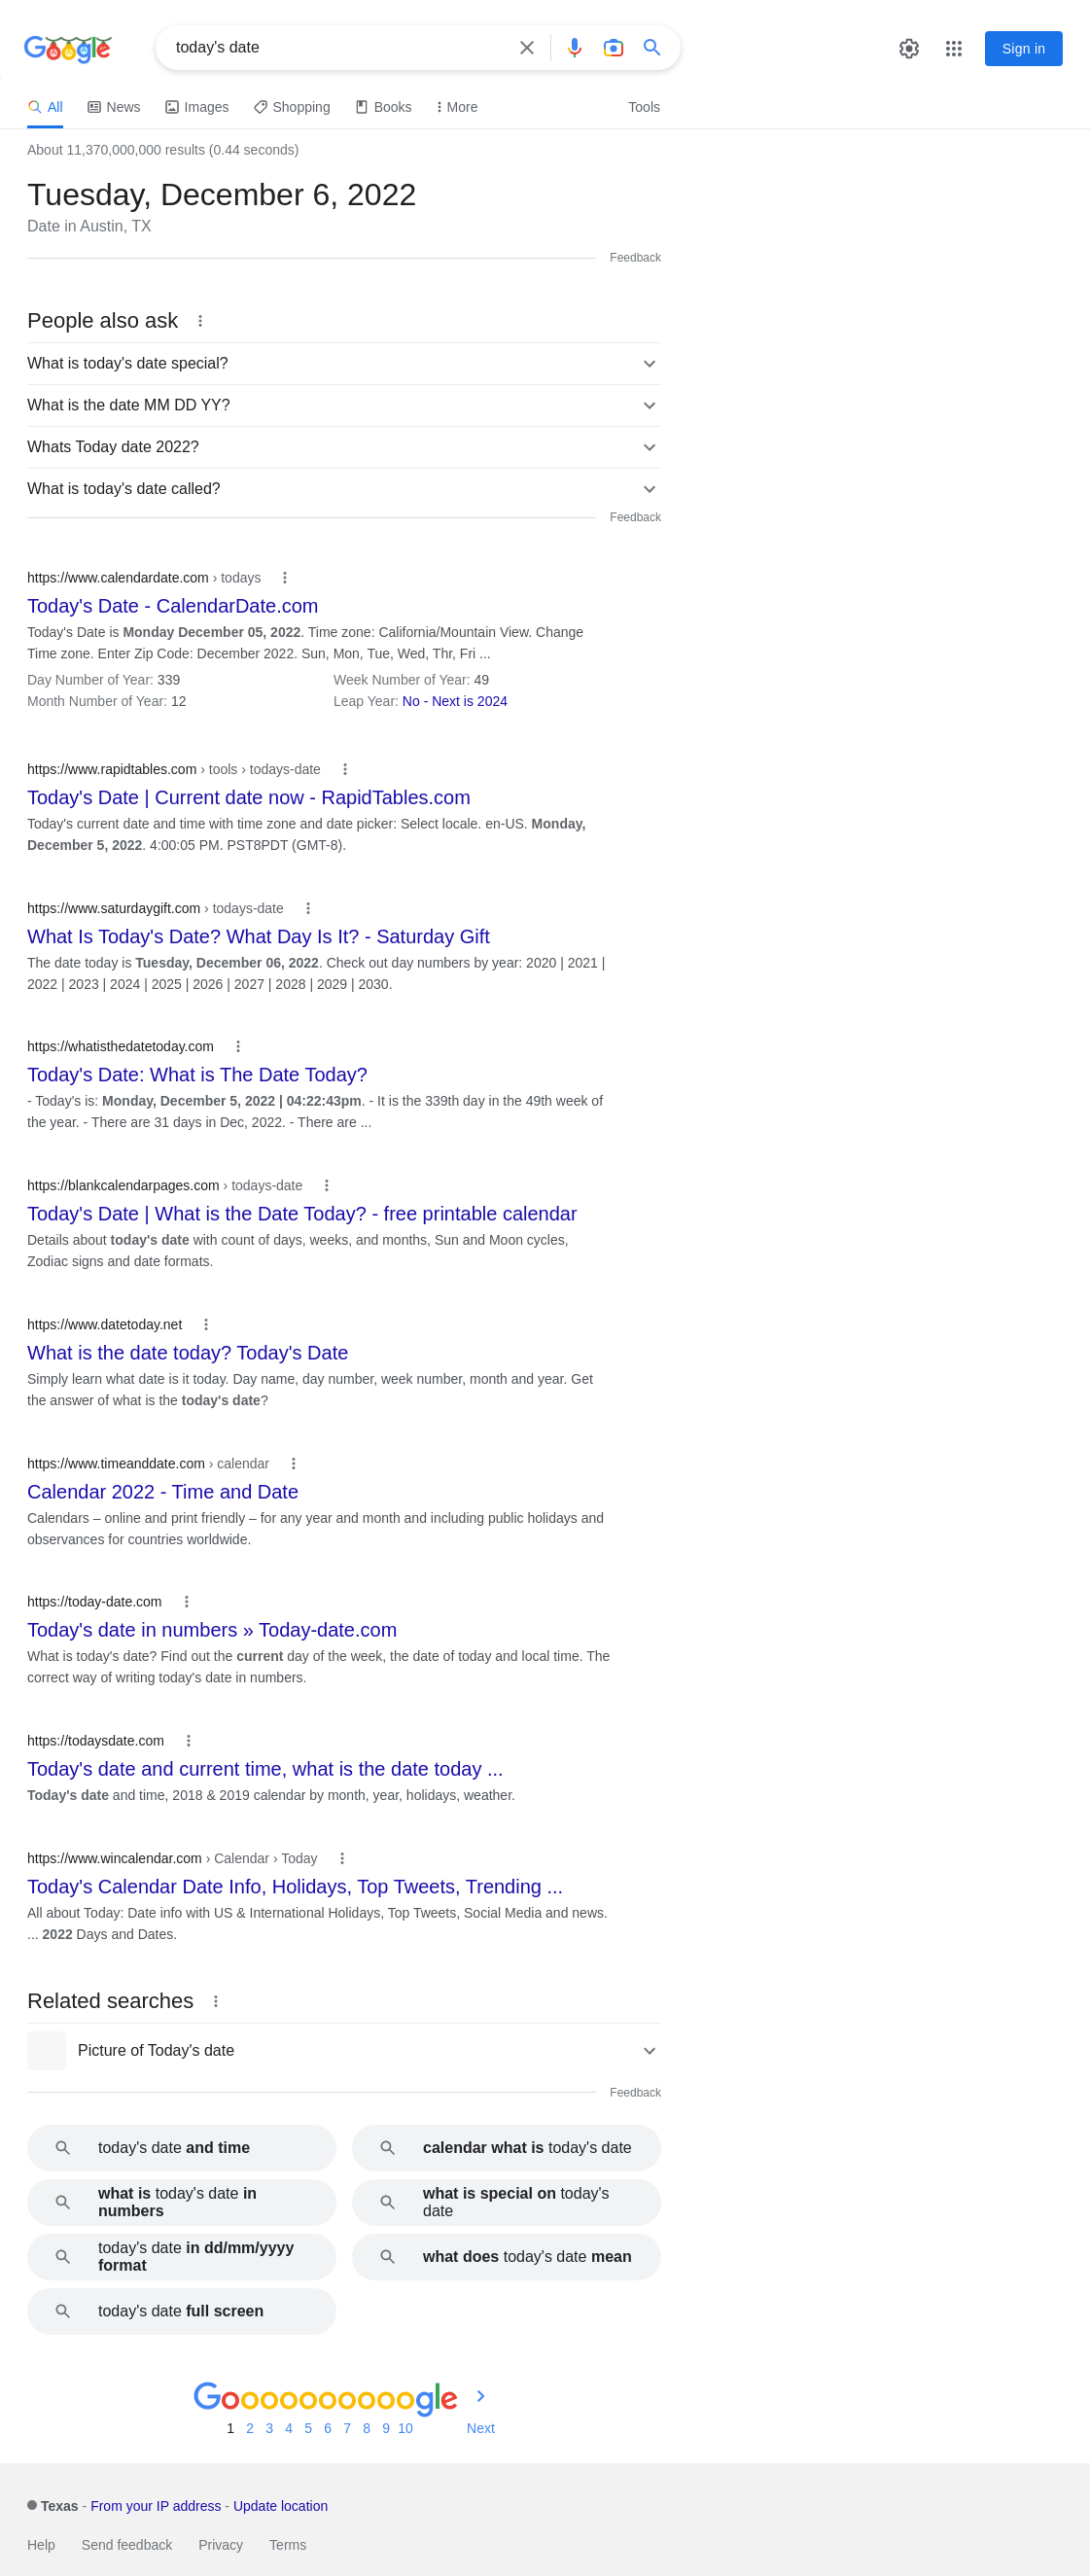 Google
today's date
Sign in
All
News
Images
Shopping
Books
More
Tools
About 11,370,000,000 results (0.44 seconds)
Tuesday, December 6, 2022
Date in Austin, TX
Feedback
People also ask
What is today's date special?
What is the date MM DD YY?
Whats Today date 2022?
What is today's date called?
Feedback
https://www.calendardate.com › todays
Today's Date - CalendarDate.com
Today's Date is Monday December 05, 2022. Time zone: California/Mountain View. Change
Time zone. Enter Zip Code: December 2022. Sun, Mon, Tue, Wed, Thr, Fri ...
Day Number of Year: 339 Week Number of Year: 49
Month Number of Year: 12 Leap Year: No - Next is 2024
https://www.rapidtables.com › tools › todays-date
Today's Date | Current date now - RapidTables.com
Today's current date and time with time zone and date picker: Select locale. en-US. Monday,
December 5, 2022. 4:00:05 PM. PST8PDT (GMT-8).
https://www.saturdaygift.com › todays-date
What Is Today's Date? What Day Is It? - Saturday Gift
The date today is Tuesday, December 06, 2022. Check out day numbers by year: 2020 | 2021 |
2022 | 2023 | 2024 | 2025 | 2026 | 2027 | 2028 | 2029 | 2030.
https://whatisthedatetoday.com
Today's Date: What is The Date Today?
- Today's is: Monday, December 5, 2022 | 04:22:43pm. - It is the 339th day in the 49th week of
the year. - There are 31 days in Dec, 2022. - There are ...
https://blankcalendarpages.com › todays-date
Today's Date | What is the Date Today? - free printable calendar
Details about today's date with count of days, weeks, and months, Sun and Moon cycles,
Zodiac signs and date formats.
https://www.datetoday.net
What is the date today? Today's Date
Simply learn what date is it today. Day name, day number, week number, month and year. Get
the answer of what is the today's date?
https://www.timeanddate.com › calendar
Calendar 2022 - Time and Date
Calendars – online and print friendly – for any year and month and including public holidays and
observances for countries worldwide.
https://today-date.com
Today's date in numbers » Today-date.com
What is today's date? Find out the current day of the week, the date of today and local time. The
correct way of writing today's date in numbers.
https://todaysdate.com
Today's date and current time, what is the date today ...
Today's date and time, 2018 & 2019 calendar by month, year, holidays, weather.
https://www.wincalendar.com › Calendar › Today
Today's Calendar Date Info, Holidays, Top Tweets, Trending ...
All about Today: Date info with US & International Holidays, Top Tweets, Social Media and news.
... 2022 Days and Dates.
Related searches
Picture of Today's date
Feedback
today's date and time
calendar what is today's date
what is today's date in
numbers
what is special on today's
date
today's date in dd/mm/yyyy
format
what does today's date mean
today's date full screen
Goooooooooogle
1 2 3 4 5 6 7 8 9 10 Next
Texas - From your IP address - Update location
Help Send feedback Privacy Terms